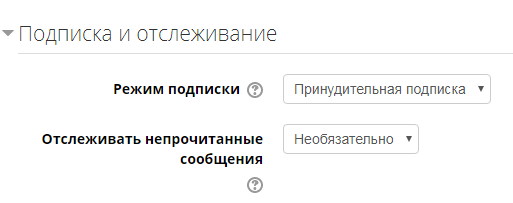 Подписка и отслеживание
Режим подписки
Принудительная подписка
Отслеживать непрочитанные
сообщения
Необязательно